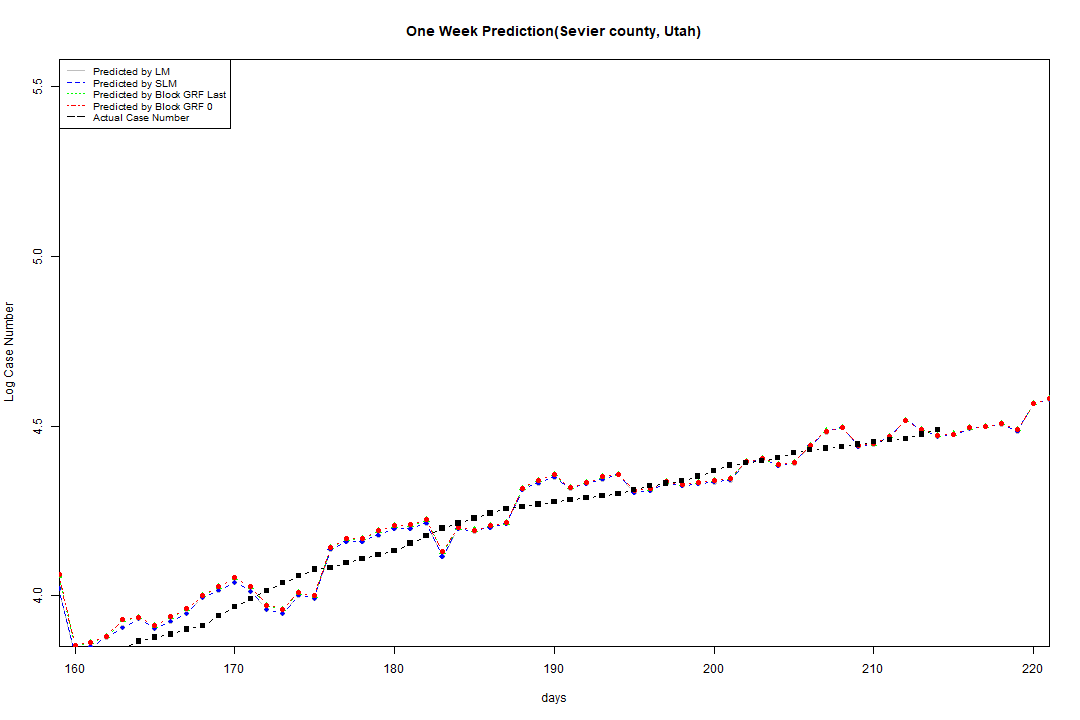 One Week Prediction(Sevier county, Utah)
Predicted by LM
Predicted by SLM
Predicted by Block GRF Last
Predicted by Block GRF 0
Actual Case Number
5.5
5.0
4.5
4.0
Log Case Number
160 170 180 190 200 210 220
days